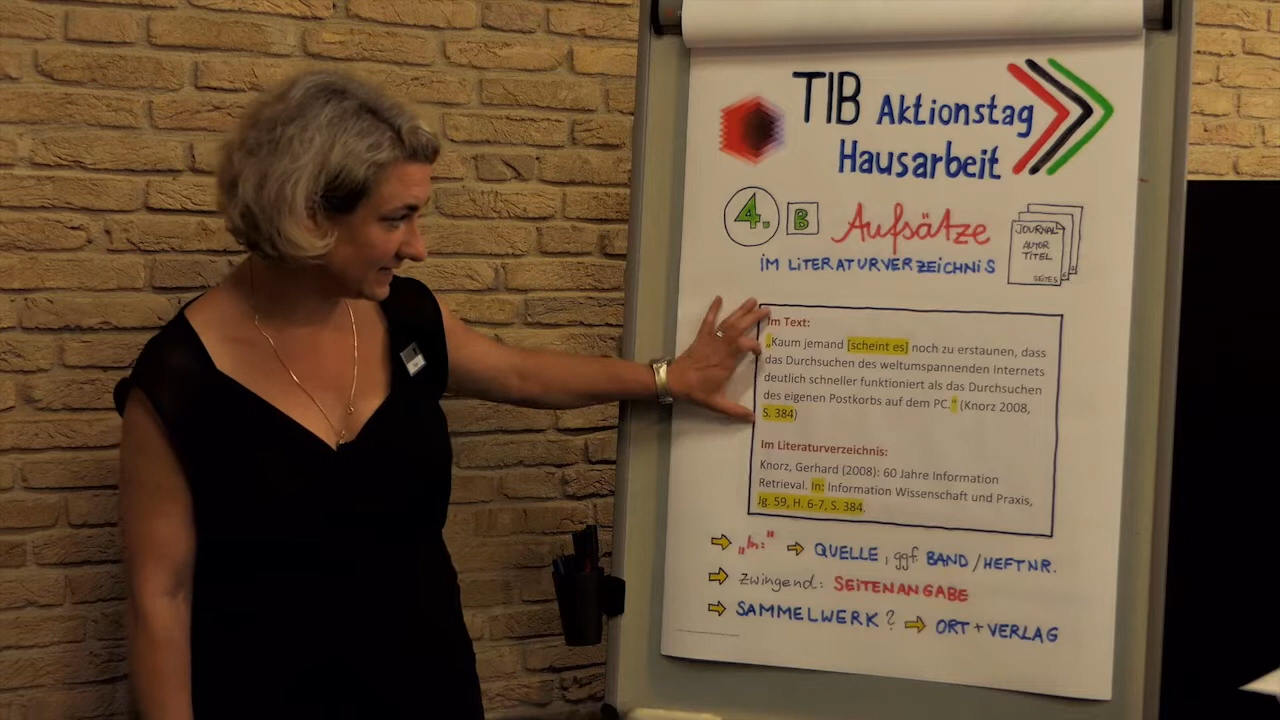 TIB Aktionstag
Hausarbeit
4. B Aufsätze
IM LITERATURVERZEICHNIS
JOURNAL
AUTOR
TITEL
SEITE 5
Im Text:
„Kaum jemand [scheint es] noch zu erstaunen, dass
das Durchsuchen des weltumspannenden Internets
deutlich schneller funktioniert als das Durchsuchen
des eigenen Postkorbs auf dem PC." (Knorz 2008,
S. 384)
Im Literaturverzeichnis:
Knorz, Gerhard (2008): 60 Jahre Information
Retrieval. In: Information Wissenschaft und Praxis,
Jg. 59, H. 6-7, S. 384.
"In:" QUELLE, ggf. BAND/HEFTNR.
Zwingend: SEITENANGABE
SAMMELWERK? ORT + VERLAG